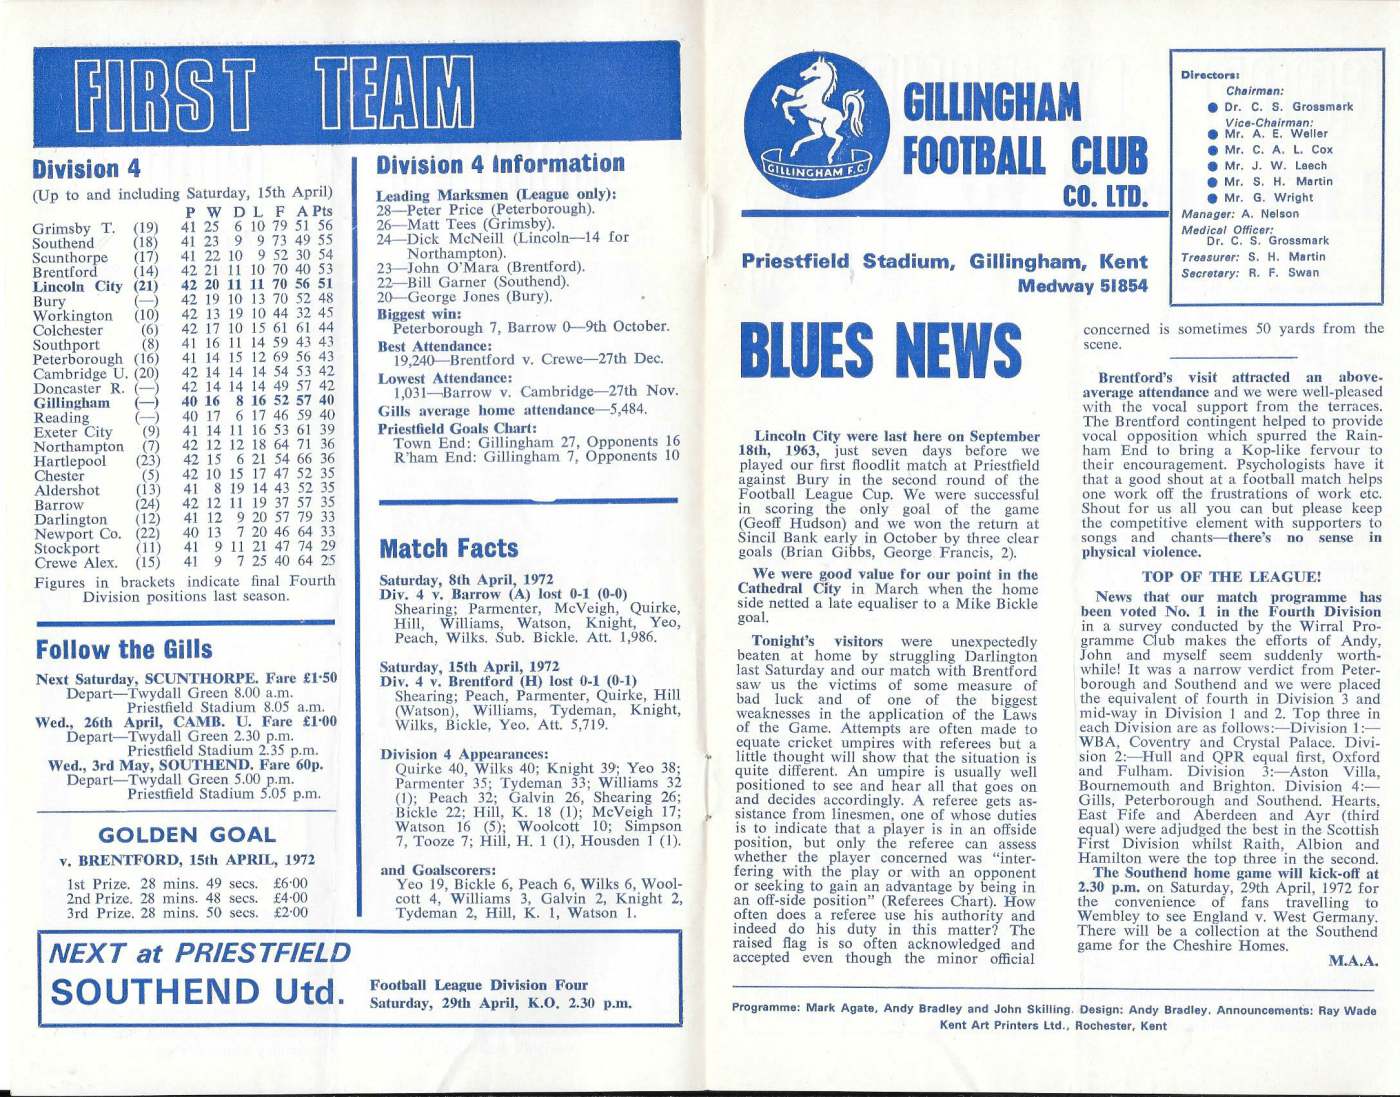 FIRST TEAM
Division 4
(Up to and including Saturday, 15th April)
P W D L F A Pts
Grimsby T. (19) 41 25 6 10 79 51 56
Southend (18) 41 23 9 9 73 49 55
Scunthorpe (17) 41 22 10 9 52 30 54
Brentford (14) 42 21 11 10 70 40 53
Lincoln City (21) 42 20 11 11 70 56 51
Bury (—) 42 19 10 13 70 52 48
Workington (10) 42 13 19 10 44 32 45
Colchester (6) 42 17 10 15 61 61 44
Southport (8) 41 16 11 14 59 43 43
Peterborough (16) 41 14 15 12 69 56 43
Cambridge U. (20) 42 14 14 14 54 53 42
Doncaster R. (—) 42 14 14 14 49 57 42
Gillingham (—) 40 16 8 16 52 57 40
Reading (—) 40 17 6 17 46 59 40
Exeter City (9) 41 14 11 16 53 61 39
Northampton (7) 42 12 12 18 64 71 36
Hartlepool (23) 42 15 6 21 54 66 36
Chester (5) 42 10 15 17 47 52 35
Aldershot (13) 41 8 19 14 43 52 35
Barrow (24) 42 12 11 19 37 57 35
Darlington (12) 41 12 9 20 57 79 33
Newport Co. (22) 40 13 7 20 46 64 33
Stockport (11) 41 9 11 21 47 74 29
Crewe Alex. (15) 41 9 7 25 40 64 25
Figures in brackets indicate final Fourth
Division positions last season.
Follow the Gills
Next Saturday, SCUNTHORPE. Fare £1·50
Depart—Twydall Green 8.00 a.m.
Priestfield Stadium 8.05 a.m.
Wed., 26th April, CAMB. U. Fare £1·00
Depart—Twydall Green 2.30 p.m.
Priestfield Stadium 2.35 p.m.
Wed., 3rd May, SOUTHEND. Fare 60p.
Depart—Twydall Green 5.00 p.m.
Priestfield Stadium 5.05 p.m.
GOLDEN GOAL
v. BRENTFORD, 15th APRIL, 1972
1st Prize. 28 mins. 49 secs. £6·00
2nd Prize. 28 mins. 48 secs. £4·00
3rd Prize. 28 mins. 50 secs. £2·00
Division 4 Information
Leading Marksmen (League only):
28—Peter Price (Peterborough).
26—Matt Tees (Grimsby).
24—Dick McNeill (Lincoln—14 for
Northampton).
23—John O'Mara (Brentford).
22—Bill Garner (Southend).
20—George Jones (Bury).
Biggest win:
Peterborough 7, Barrow 0—9th October.
Best Attendance:
19,240—Brentford v. Crewe—27th Dec.
Lowest Attendance:
1,031—Barrow v. Cambridge—27th Nov.
Gills average home attendance—5,484.
Priestfield Goals Chart:
Town End: Gillingham 27, Opponents 16
R'ham End: Gillingham 7, Opponents 10
Match Facts
Saturday, 8th April, 1972
Div. 4 v. Barrow (A) lost 0-1 (0-0)
Shearing; Parmenter, McVeigh, Quirke,
Hill, Williams, Watson, Knight, Yeo,
Peach, Wilks. Sub. Bickle. Att. 1,986.
Saturday, 15th April, 1972
Div. 4 v. Brentford (H) lost 0-1 (0-1)
Shearing; Peach, Parmenter, Quirke, Hill
(Watson), Williams, Tydeman, Knight,
Wilks, Bickle, Yeo. Att. 5,719.
Division 4 Appearances:
Quirke 40, Wilks 40; Knight 39; Yeo 38;
Parmenter 35; Tydeman 33; Williams 32
(1); Peach 32; Galvin 26, Shearing 26;
Bickle 22; Hill, K. 18 (1); McVeigh 17;
Watson 16 (5); Woolcott 10; Simpson
7, Tooze 7; Hill, H. 1 (1), Housden 1 (1).
and Goalscorers:
Yeo 19, Bickle 6, Peach 6, Wilks 6, Wool-
cott 4, Williams 3, Galvin 2, Knight 2,
Tydeman 2, Hill, K. 1, Watson 1.
NEXT at PRIESTFIELD
SOUTHEND Utd.
Football League Division Four
Saturday, 29th April, K.O. 2.30 p.m.
GILLINGHAM F.C.
GILLINGHAM
FOOTBALL CLUB
CO. LTD.
Priestfield Stadium, Gillingham, Kent
Medway 51854
Directors:
Chairman:
● Dr. C. S. Grossmark
Vice-Chairman:
● Mr. A. E. Weller
● Mr. C. A. L. Cox
● Mr. J. W. Leech
● Mr. S. H. Martin
● Mr. G. Wright
Manager: A. Nelson
Medical Officer:
Dr. C. S. Grossmark
Treasurer: S. H. Martin
Secretary: R. F. Swan
BLUES NEWS
Lincoln City were last here on September
18th, 1963, just seven days before we
played our first floodlit match at Priestfield
against Bury in the second round of the
Football League Cup. We were successful
in scoring the only goal of the game
(Geoff Hudson) and we won the return at
Sincil Bank early in October by three clear
goals (Brian Gibbs, George Francis, 2).
We were good value for our point in the
Cathedral City in March when the home
side netted a late equaliser to a Mike Bickle
goal.
Tonight's visitors were unexpectedly
beaten at home by struggling Darlington
last Saturday and our match with Brentford
saw us the victims of some measure of
bad luck and of one of the biggest
weaknesses in the application of the Laws
of the Game. Attempts are often made to
equate cricket umpires with referees but a
little thought will show that the situation is
quite different. An umpire is usually well
positioned to see and hear all that goes on
and decides accordingly. A referee gets as-
sistance from linesmen, one of whose duties
is to indicate that a player is in an offside
position, but only the referee can assess
whether the player concerned was "inter-
fering with the play or with an opponent
or seeking to gain an advantage by being in
an off-side position" (Referees Chart). How
often does a referee use his authority and
indeed do his duty in this matter? The
raised flag is so often acknowledged and
accepted even though the minor official
concerned is sometimes 50 yards from the
scene.
Brentford's visit attracted an above-
average attendance and we were well-pleased
with the vocal support from the terraces.
The Brentford contingent helped to provide
vocal opposition which spurred the Rain-
ham End to bring a Kop-like fervour to
their encouragement. Psychologists have it
that a good shout at a football match helps
one work off the frustrations of work etc.
Shout for us all you can but please keep
the competitive element with supporters to
songs and chants—there's no sense in
physical violence.
TOP OF THE LEAGUE!
News that our match programme has
been voted No. 1 in the Fourth Division
in a survey conducted by the Wirral Pro-
gramme Club makes the efforts of Andy,
John and myself seem suddenly worth-
while! It was a narrow verdict from Peter-
borough and Southend and we were placed
the equivalent of fourth in Division 3 and
mid-way in Division 1 and 2. Top three in
each Division are as follows:—Division 1:—
WBA, Coventry and Crystal Palace. Divi-
sion 2:—Hull and QPR equal first, Oxford
and Fulham. Division 3:—Aston Villa,
Bournemouth and Brighton. Division 4:—
Gills, Peterborough and Southend. Hearts,
East Fife and Aberdeen and Ayr (third
equal) were adjudged the best in the Scottish
First Division whilst Raith, Albion and
Hamilton were the top three in the second.
The Southend home game will kick-off at
2.30 p.m. on Saturday, 29th April, 1972 for
the convenience of fans travelling to
Wembley to see England v. West Germany.
There will be a collection at the Southend
game for the Cheshire Homes.
M.A.A.
Programme: Mark Agate, Andy Bradley and John Skilling. Design: Andy Bradley. Announcements: Ray Wade
Kent Art Printers Ltd., Rochester, Kent